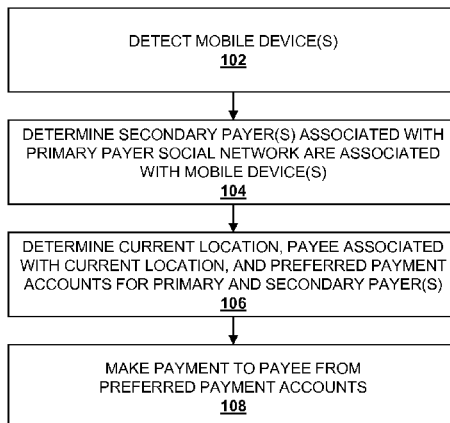 DETECT MOBILE DEVICE(S)
102
DETERMINE SECONDARY PAYER(S) ASSOCIATED WITH
PRIMARY PAYER SOCIAL NETWORK ARE ASSOCIATED
WITH MOBILE DEVICE(S)
104
DETERMINE CURRENT LOCATION, PAYEE ASSOCIATED
WITH CURRENT LOCATION, AND PREFERRED PAYMENT
ACCOUNTS FOR PRIMARY AND SECONDARY PAYER(S)
106
MAKE PAYMENT TO PAYEE FROM
PREFERRED PAYMENT ACCOUNTS
108